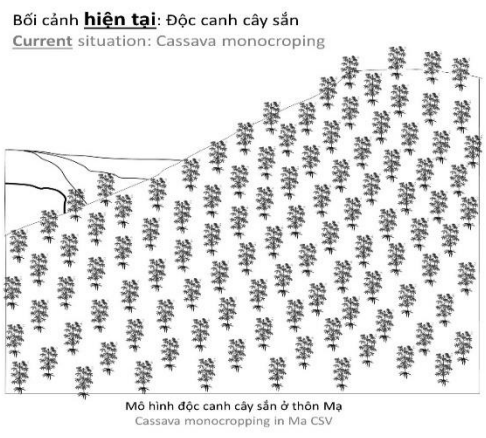 Bối cảnh hiện tại: Độc canh cây sắn
Current situation: Cassava monocroping
Mô hình độc canh cây sắn ở thôn Mạ
Cassava monocropping in Ma CSV